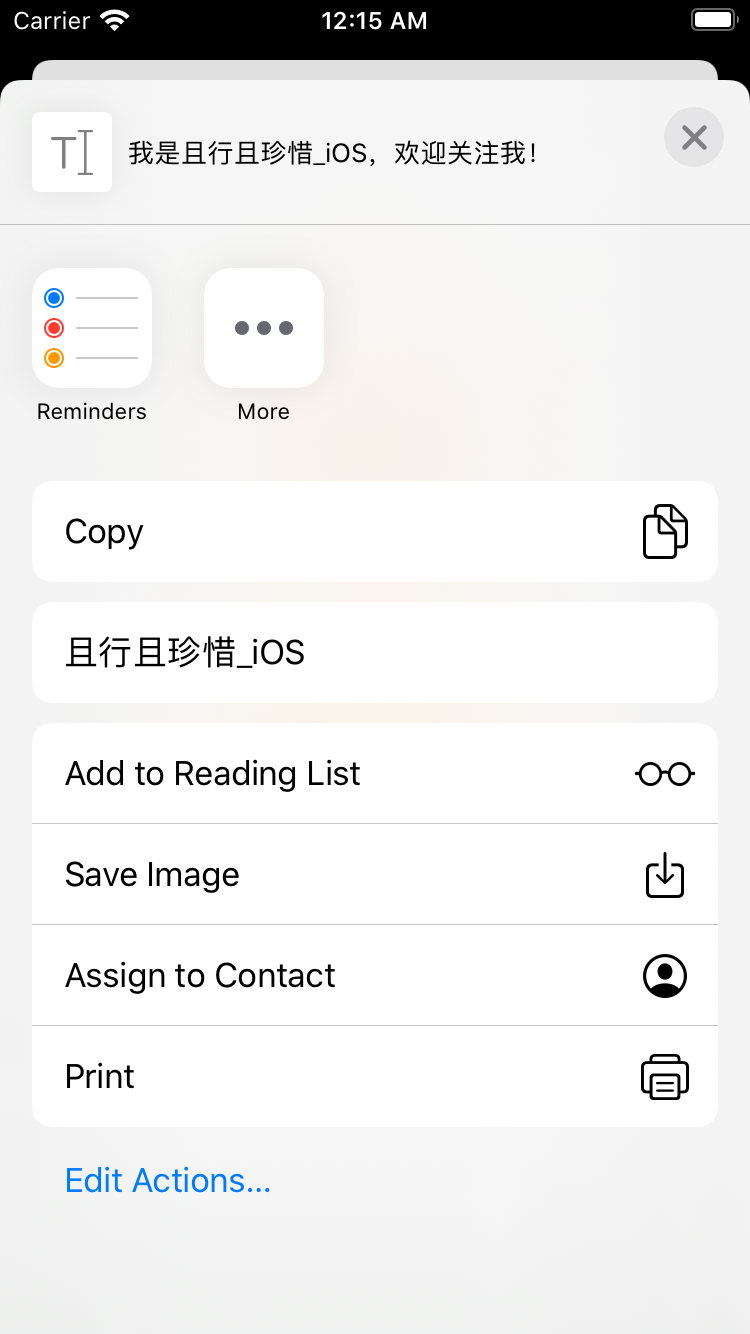 Carrier 12:15 AM
我是且行且珍惜_iOS，欢迎关注我！
Reminders More
Copy
且行且珍惜_iOS
Add to Reading List
Save Image
Assign to Contact
Print
Edit Actions...